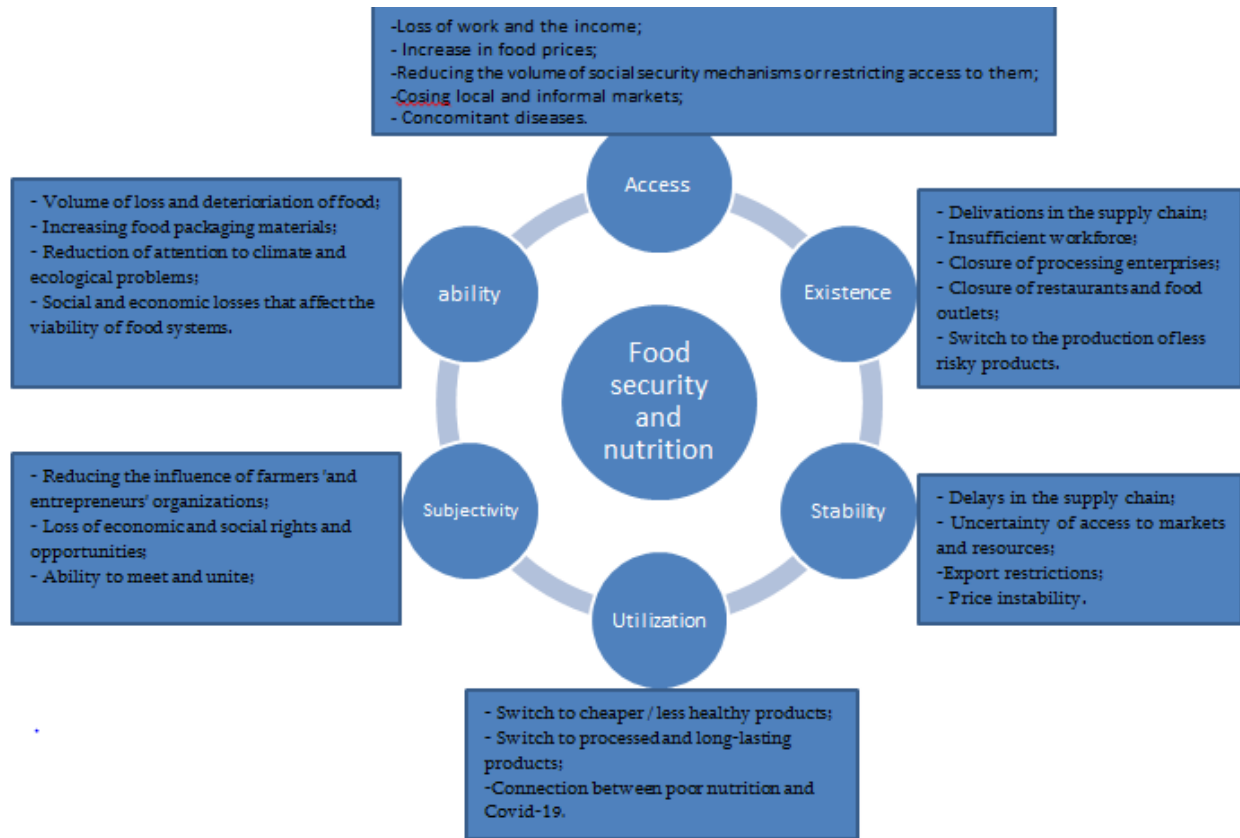 -Loss of work and the income;
- Increase in food prices;
-Reducing the volume of social security mechanisms or restricting access to them;
-Cosing local and informal markets;
- Concomitant diseases.
Access
- Volume of loss and deterioriation of food;
- Increasing food packaging materials;
- Reduction of attention to climate and
ecological problems;
- Social and economic losses that affect the
viability of food systems.
ability
Existence
- Delivations in the supply chain;
- Insufficient workforce;
- Closure of processing enterprises;
- Closure of restaurants and food
outlets;
- Switch to the production of less
risky products.
Food
security
and
nutrition
- Reducing the influence of farmers 'and
entrepreneurs' organizations;
- Loss of economic and social rights and
opportunities;
- Ability to meet and unite;
Subjectivity
Stability
- Delays in the supply chain;
- Uncertainty of access to markets
and resources;
-Export restrictions;
- Price instability.
Utilization
- Switch to cheaper / less healthy products;
- Switch to processed and long-lasting
products;
-Connection between poor nutrition and
Covid-19.